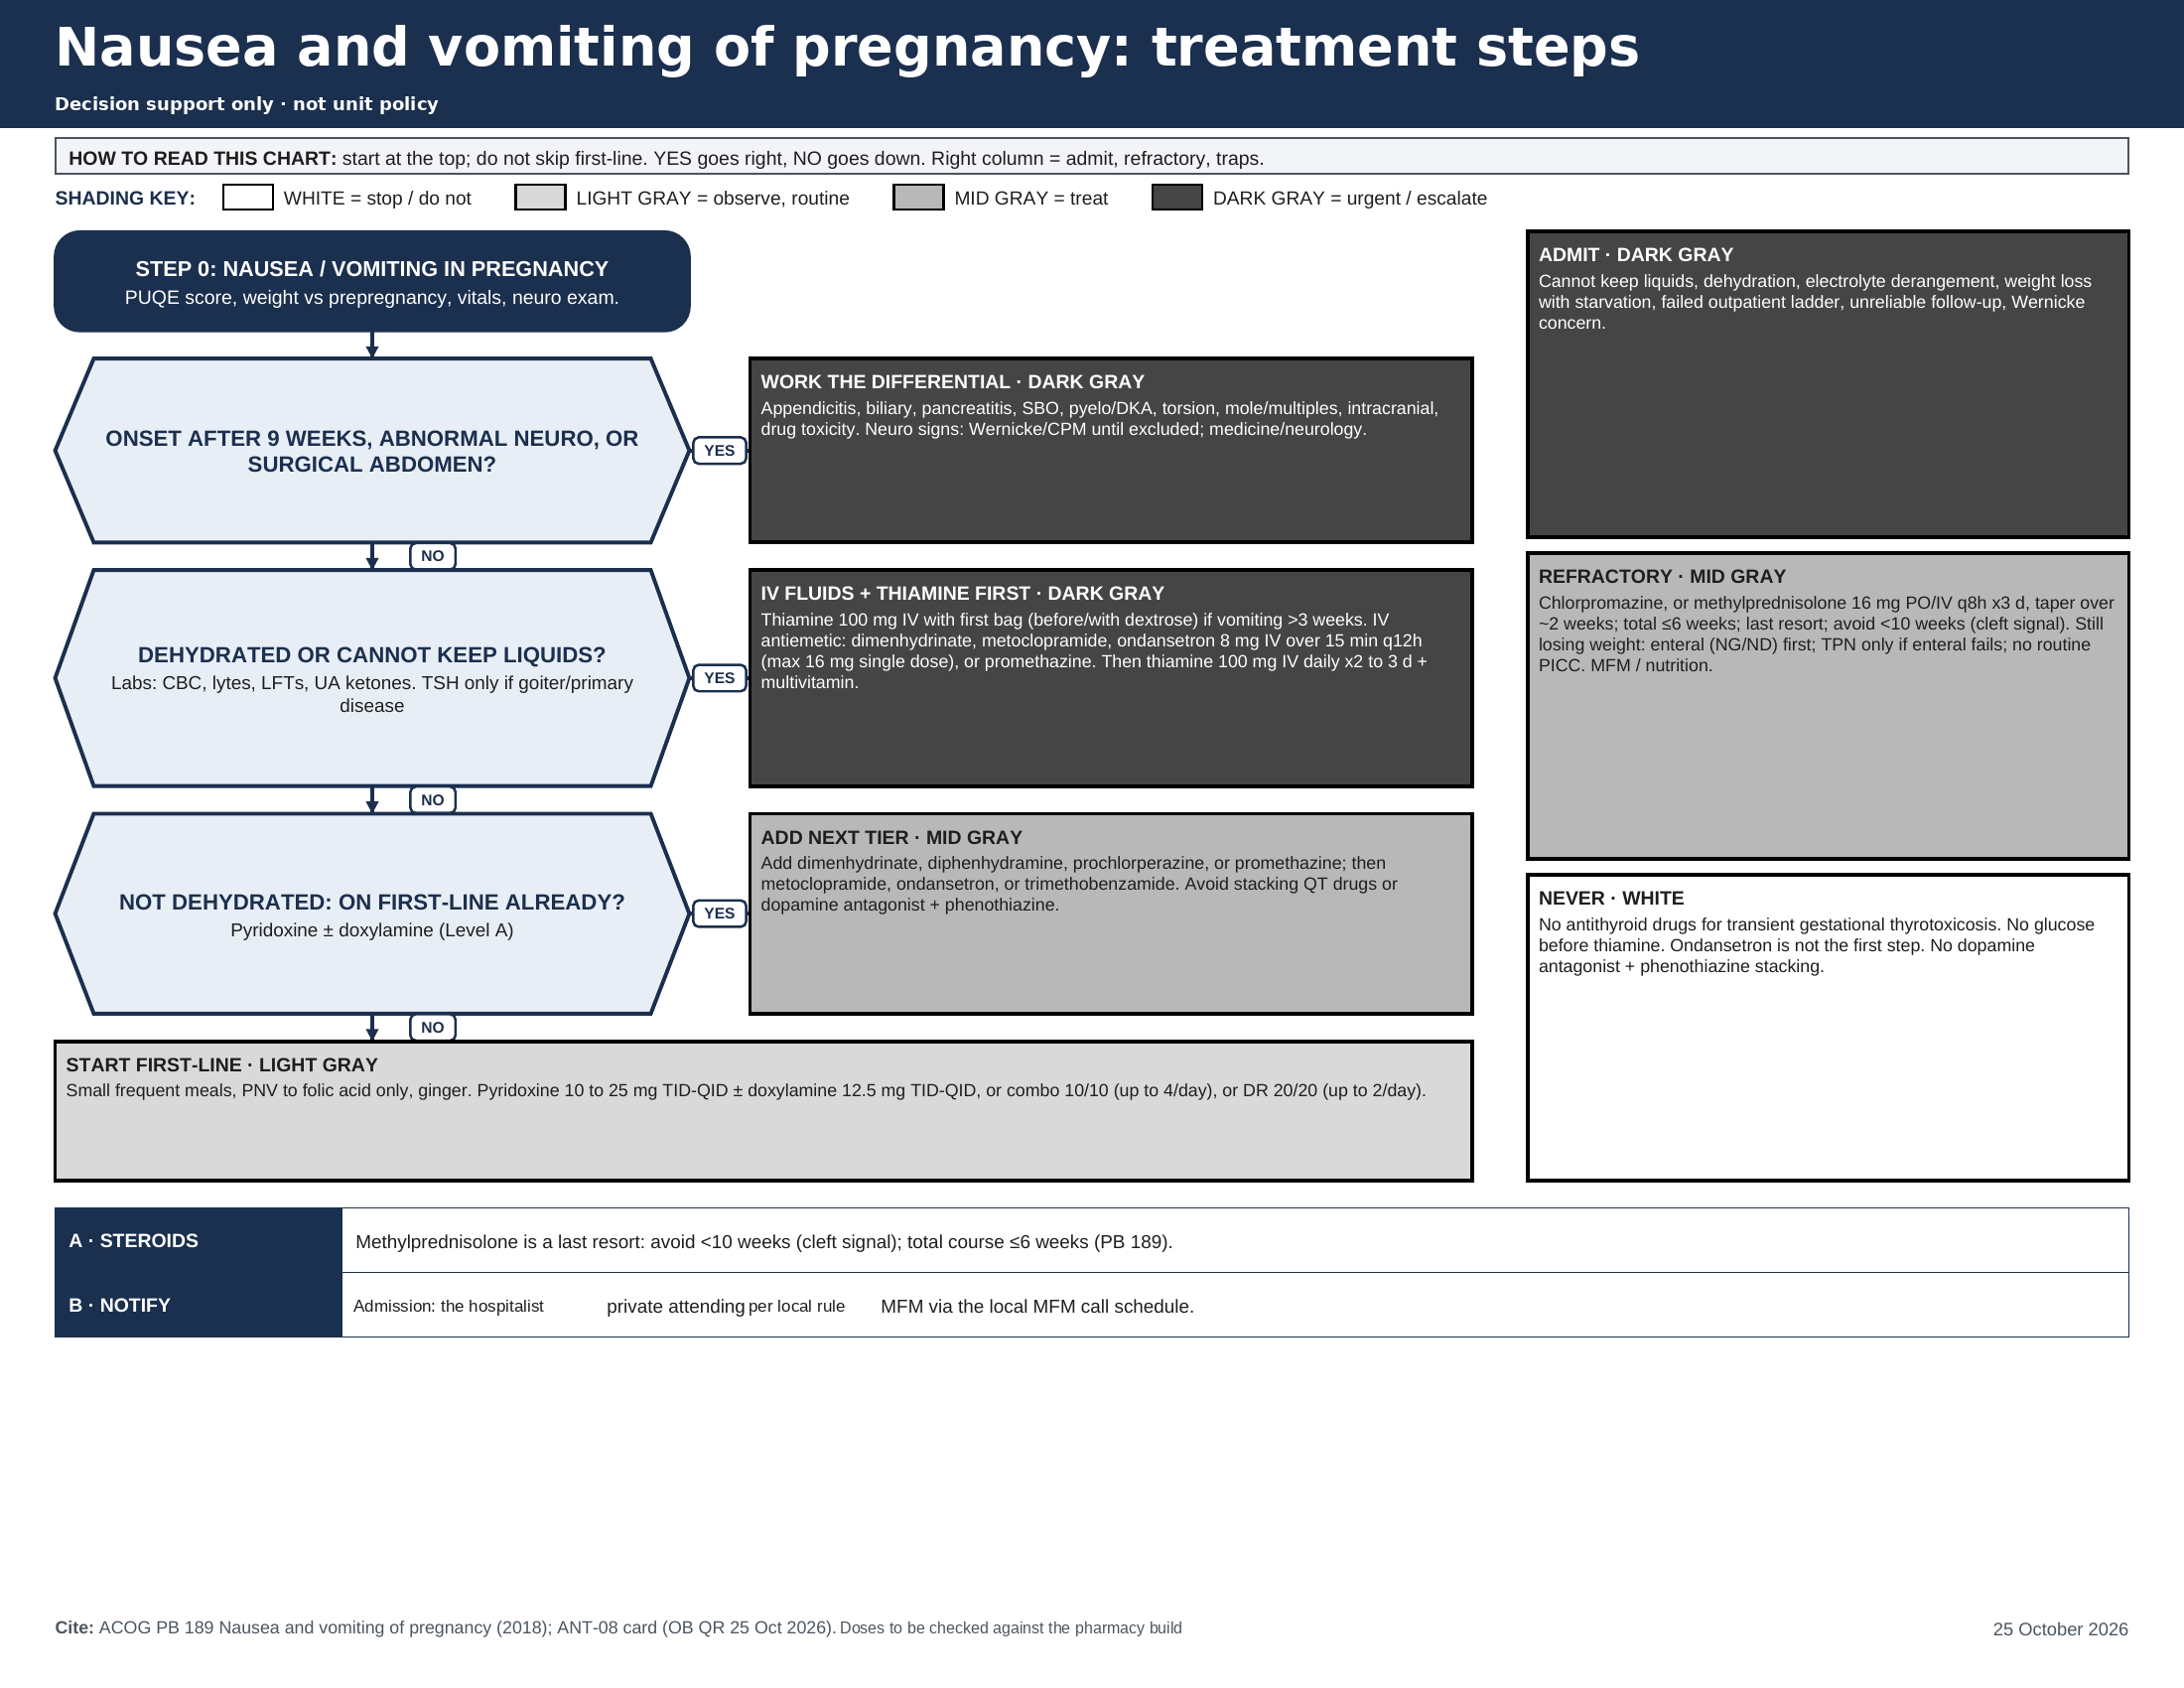 Nausea and vomiting of pregnancy: treatment steps
Decision support only · not unit policy
HOW TO READ THIS CHART: start at the top; do not skip first-line. YES goes right, NO goes down. Right column = admit, refractory, traps.
SHADING KEY: WHITE = stop / do not LIGHT GRAY = observe, routine MID GRAY = treat DARK GRAY = urgent / escalate
STEP 0: NAUSEA / VOMITING IN PREGNANCY
PUQE score, weight vs prepregnancy, vitals, neuro exam.
ONSET AFTER 9 WEEKS, ABNORMAL NEURO, OR
SURGICAL ABDOMEN?
YES
WORK THE DIFFERENTIAL · DARK GRAY
Appendicitis, biliary, pancreatitis, SBO, pyelo/DKA, torsion, mole/multiples, intracranial,
drug toxicity. Neuro signs: Wernicke/CPM until excluded; medicine/neurology.
NO
DEHYDRATED OR CANNOT KEEP LIQUIDS?
Labs: CBC, lytes, LFTs, UA ketones. TSH only if goiter/primary
disease
YES
IV FLUIDS + THIAMINE FIRST · DARK GRAY
Thiamine 100 mg IV with first bag (before/with dextrose) if vomiting >3 weeks. IV
antiemetic: dimenhydrinate, metoclopramide, ondansetron 8 mg IV over 15 min q12h
(max 16 mg single dose), or promethazine. Then thiamine 100 mg IV daily x2 to 3 d +
multivitamin.
NO
NOT DEHYDRATED: ON FIRST-LINE ALREADY?
Pyridoxine ± doxylamine (Level A)
YES
ADD NEXT TIER · MID GRAY
Add dimenhydrinate, diphenhydramine, prochlorperazine, or promethazine; then
metoclopramide, ondansetron, or trimethobenzamide. Avoid stacking QT drugs or
dopamine antagonist + phenothiazine.
NO
START FIRST-LINE · LIGHT GRAY
Small frequent meals, PNV to folic acid only, ginger. Pyridoxine 10 to 25 mg TID-QID ± doxylamine 12.5 mg TID-QID, or combo 10/10 (up to 4/day), or DR 20/20 (up to 2/day).
ADMIT · DARK GRAY
Cannot keep liquids, dehydration, electrolyte derangement, weight loss
with starvation, failed outpatient ladder, unreliable follow-up, Wernicke
concern.
REFRACTORY · MID GRAY
Chlorpromazine, or methylprednisolone 16 mg PO/IV q8h x3 d, taper over
~2 weeks; total ≤6 weeks; last resort; avoid <10 weeks (cleft signal). Still
losing weight: enteral (NG/ND) first; TPN only if enteral fails; no routine
PICC. MFM / nutrition.
NEVER · WHITE
No antithyroid drugs for transient gestational thyrotoxicosis. No glucose
before thiamine. Ondansetron is not the first step. No dopamine
antagonist + phenothiazine stacking.
A · STEROIDS
Methylprednisolone is a last resort: avoid <10 weeks (cleft signal); total course ≤6 weeks (PB 189).
B · NOTIFY
Admission: the hospitalist private attending per local rule MFM via the local MFM call schedule.
Cite: ACOG PB 189 Nausea and vomiting of pregnancy (2018); ANT-08 card (OB QR 25 Oct 2026). Doses to be checked against the pharmacy build
25 October 2026